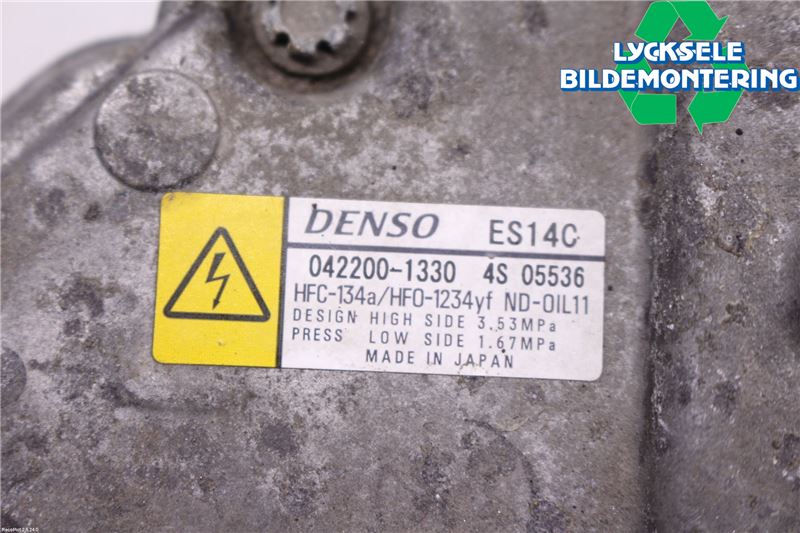 LYCKSELE
BILDEMONTERING
DENSO ES14C
042200-1330 4S 05536
HFC-134a/HFO-1234yf ND-OIL11
DESIGN HIGH SIDE 3.53MPa
PRESS LOW SIDE 1.67MPa
MADE IN JAPAN